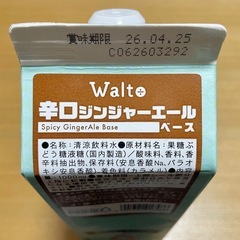 賞味期限 26.04.25
C062603292
Walto+
辛口ジンジャーエール
Spicy GingerAle Base
ベース
●名称:清涼飲料水●原材料名:果糖ぶ
どう糖液糖(国内製造)/酸味料、香料、香
辛料抽出物、保存料(安息香酸Na、パラオ
キシ安息香酸)着色料(カラメル)